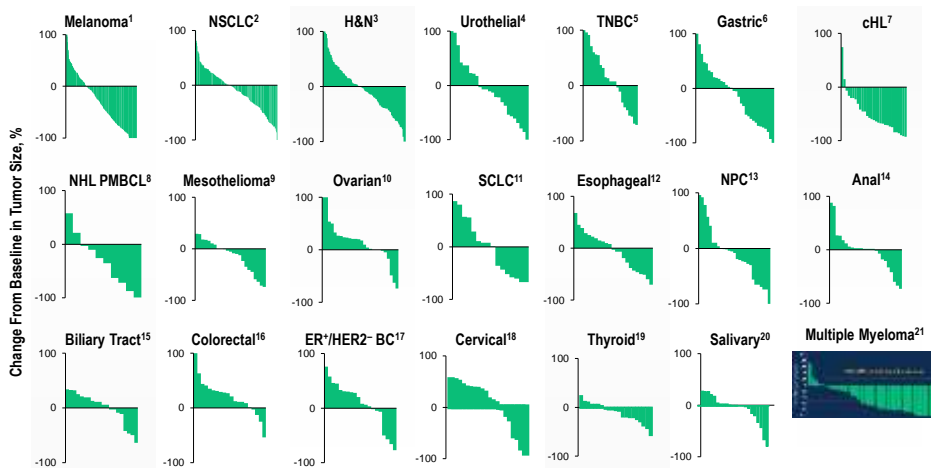 Change From Baseline in Tumor Size, %
Melanoma¹ NSCLC² H&N³ Urothelial⁴ TNBC⁵ Gastric⁶ cHL⁷
100 100 100 100 100 100 100
0 0 0 0 0 0 0
-100 -100 -100 -100 -100 -100 -100
NHL PMBCL⁸ Mesothelioma⁹ Ovarian¹⁰ SCLC¹¹ Esophageal¹² NPC¹³ Anal¹⁴
100 100 100 100 100 100 100
0 0 0 0 0 0 0
-100 -100 -100 -100 -100 -100 -100
Biliary Tract¹⁵ Colorectal¹⁶ ER⁺/HER2⁻ BC¹⁷ Cervical¹⁸ Thyroid¹⁹ Salivary²⁰ Multiple Myeloma²¹
100 100 100 100 100 100
0 0 0 0 0 0
-100 -100 -100 -100 -100 -100